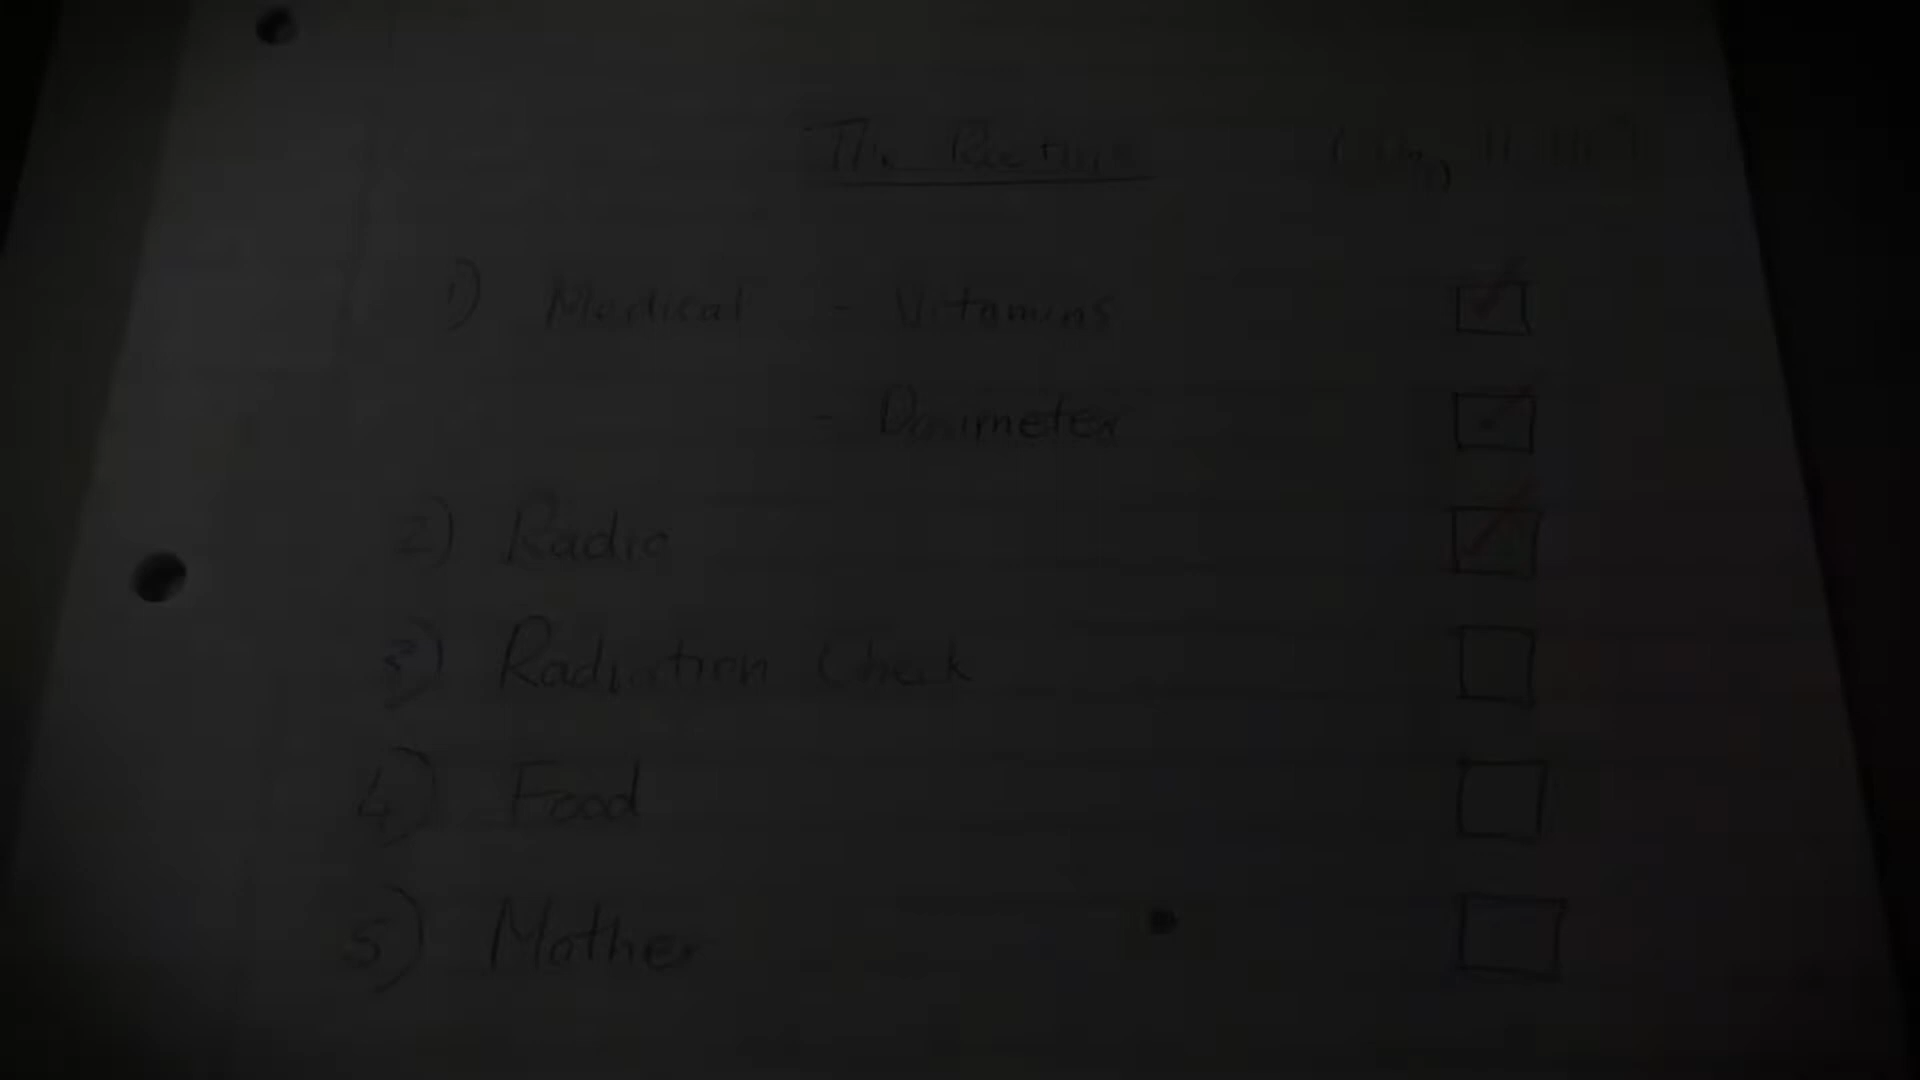 The Routine
1) Medical - Vitamins
- Dosimeter
2) Radio
3) Radiation Check
4) Food
5) Mother